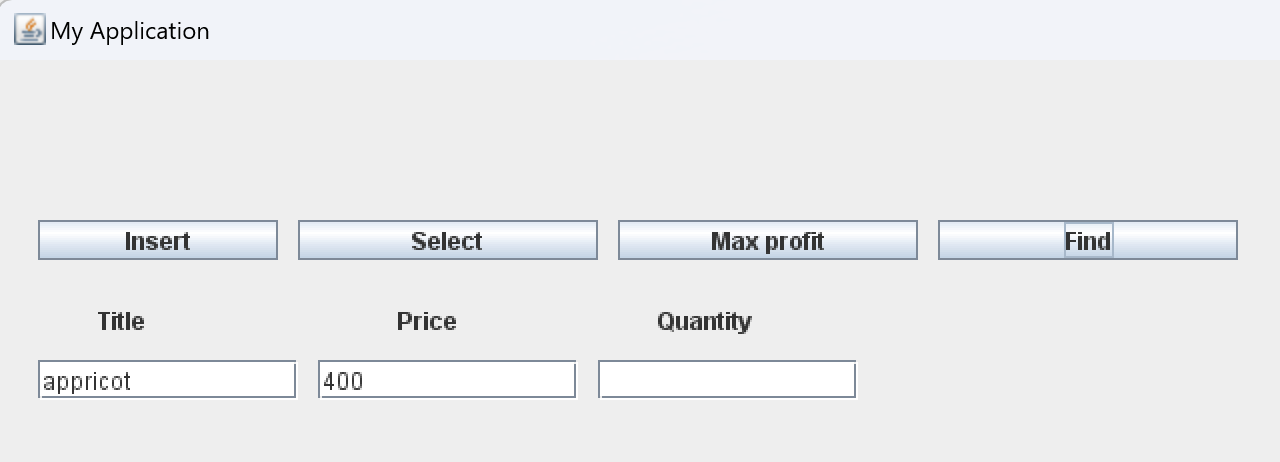 My Application
Insert Select Max profit Find
Title Price Quantity
appricot 400